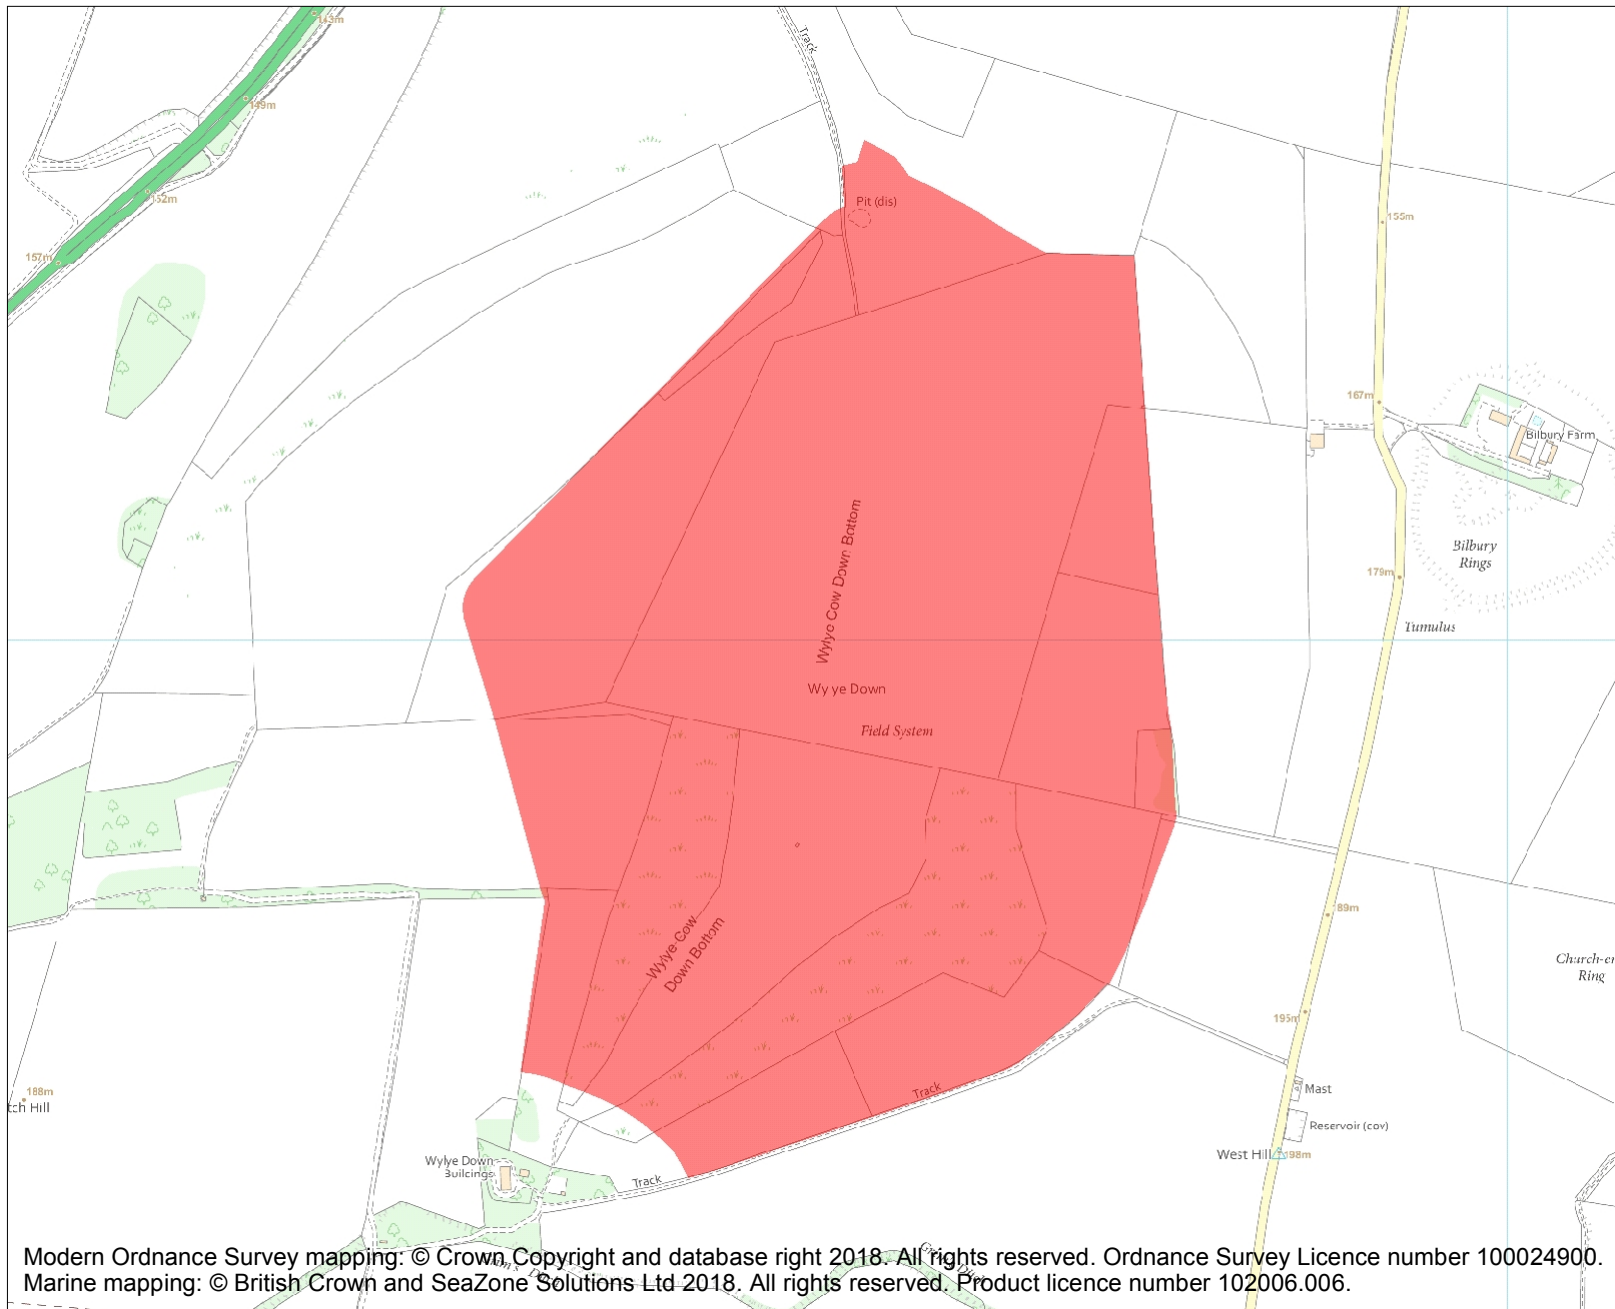 143m
Track
149m
152m
Pit (dis)
155m
157m
167m
Bilbury Farm
Wylye Cow Down Bottom
Bilbury
Rings
179m
Tumulus
Wy ye Down
Field System
89m
Wylye Cow
Down Bottom
Ring
195m
188m
tch Hill
Track
Mast
Reservoir (cov)
West Hill
198m
Wylye Down
Buildings
Track
Modern Ordnance Survey mapping: © Crown Copyright and database right 2018. All rights reserved. Ordnance Survey Licence number 100024900.
Marine mapping: © British Crown and SeaZone Solutions Ltd 2018. All rights reserved. Product licence number 102006.006.